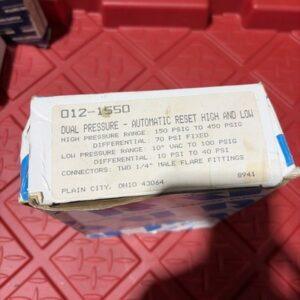 012-1550
DUAL PRESSURE - AUTOMATIC RESET HIGH AND LOW
HIGH PRESSURE RANGE: 150 PSIG TO 450 PSIG
DIFFERENTIAL: 70 PSI FIXED
LOW PRESSURE RANGE: 10" VAC TO 100 PSIG
DIFFERENTIAL: 10 PSI TO 40 PSI
CONNECTORS: TWO 1/4" MALE FLARE FITTINGS
8941
PLAIN CITY, OHIO 43064